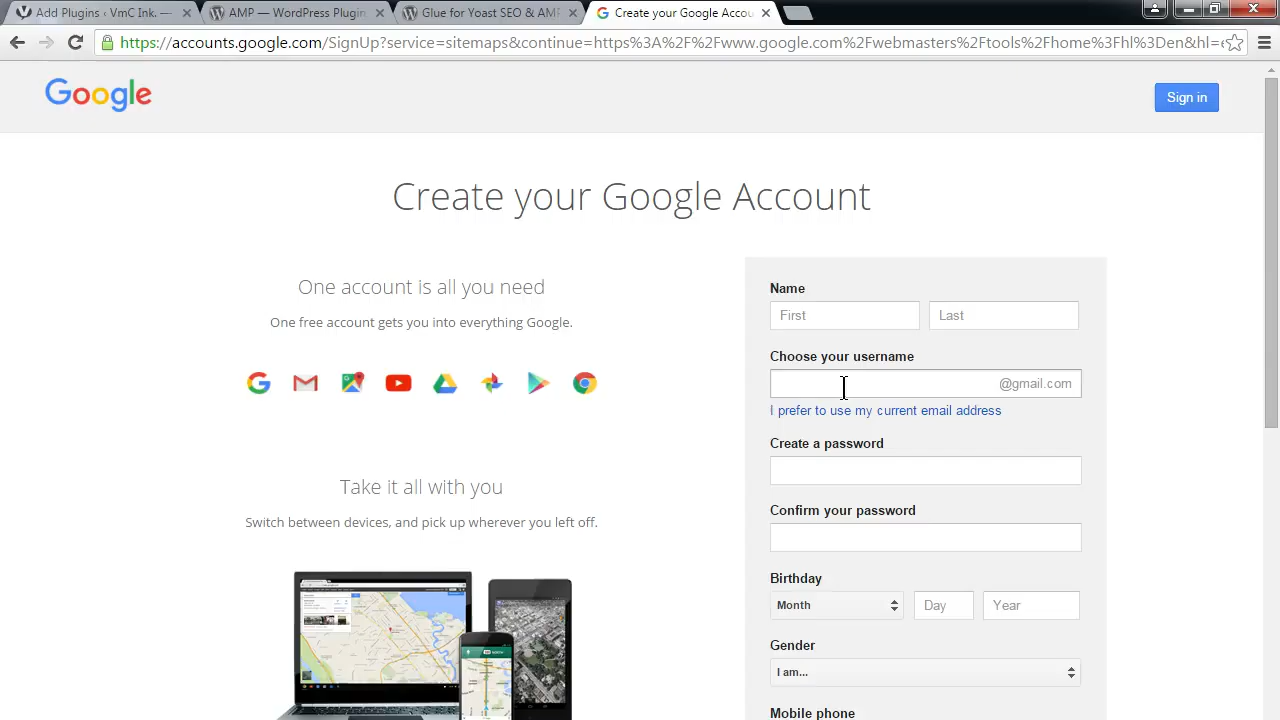 Add Plugins ‹ VmC Ink. —
AMP — WordPress Plugin
Glue for Yoast SEO & AM
Create your Google Accou
https://accounts.google.com/SignUp?service=sitemaps&continue=https%3A%2F%2Fwww.google.com%2Fwebmasters%2Ftools%2Fhome%3Fhl%3Den&hl=e
Google
Sign in
Create your Google Account
One account is all you need
One free account gets you into everything Google.
Take it all with you
Switch between devices, and pick up wherever you left off.
Name
First
Last
Choose your username
@gmail.com
I prefer to use my current email address
Create a password
Confirm your password
Birthday
Month
Day
Year
Gender
I am...
Mobile phone